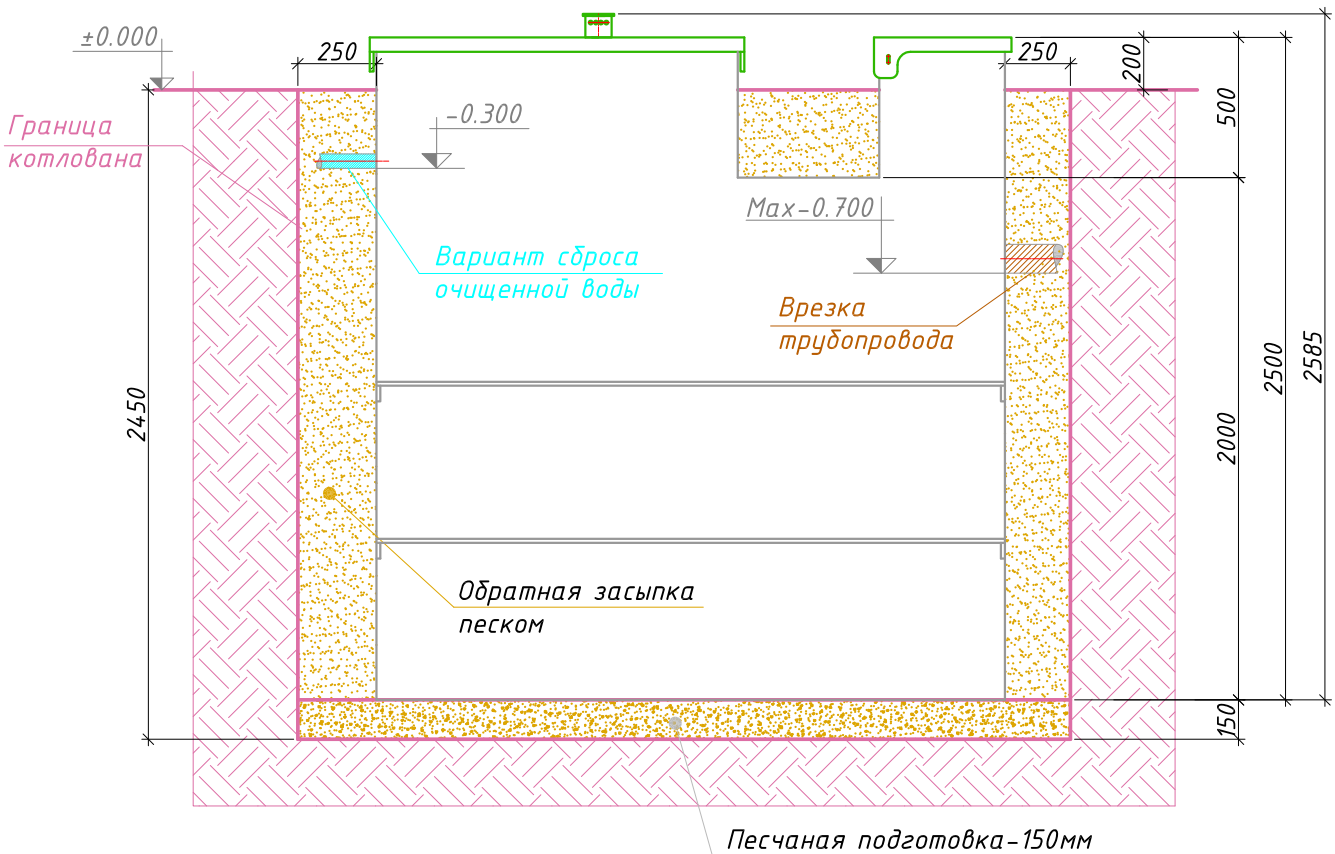 ±0.000
250
250
200
500
-0.300
Граница
котлована
Max-0.700
Вариант сброса
очищенной воды
Врезка
трубопровода
2585
2500
2450
2000
Обратная засыпка
песком
150
Песчаная подготовка-150мм